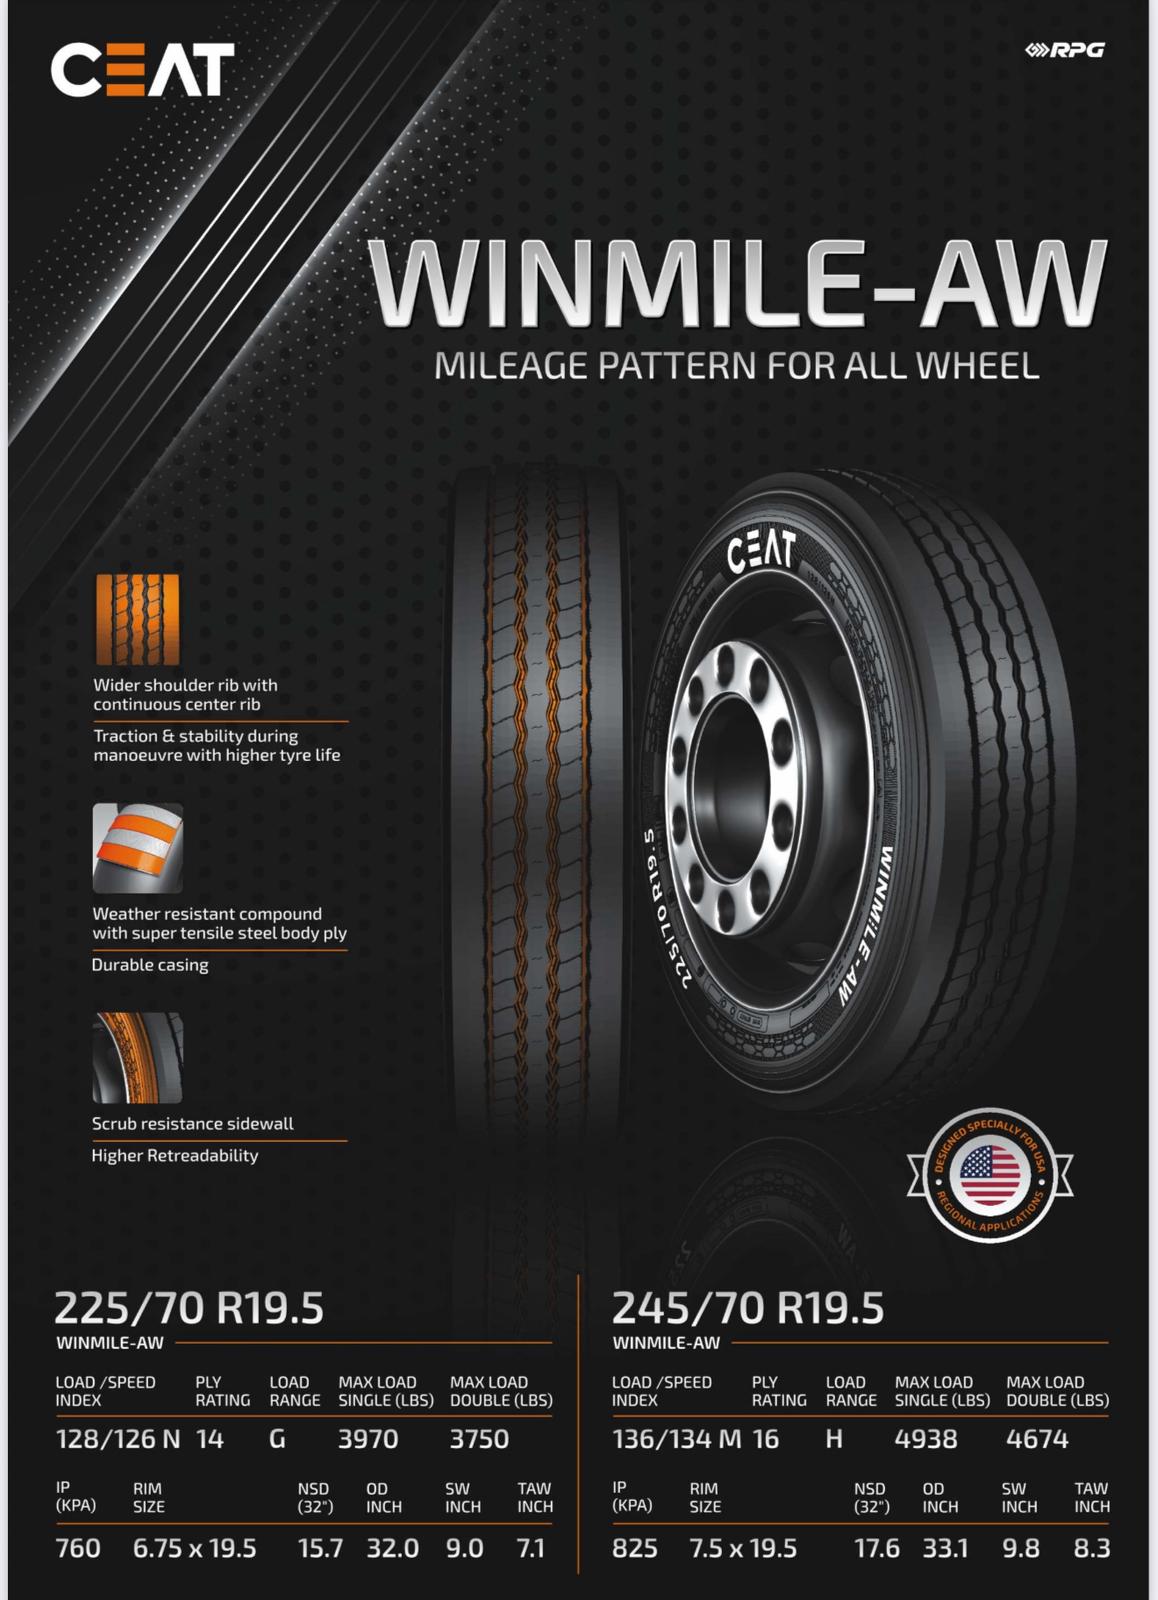 CEAT
RPG
WINMILE-AW
MILEAGE PATTERN FOR ALL WHEEL
CEAT
225/70 R19.5
WINMILE-AW
Wider shoulder rib with
continuous center rib
Traction & stability during
manoeuvre with higher tyre life
Weather resistant compound
with super tensile steel body ply
Durable casing
Scrub resistance sidewall
Higher Retreadability
DESIGNED SPECIALLY FOR USA
REGIONAL APPLICATIONS
225/70 R19.5
WINMILE-AW
LOAD /SPEED INDEX PLY RATING LOAD RANGE MAX LOAD SINGLE (LBS) MAX LOAD DOUBLE (LBS)
128/126 N 14 G 3970 3750
IP (KPA) RIM SIZE NSD (32") OD INCH SW INCH TAW INCH
760 6.75 x 19.5 15.7 32.0 9.0 7.1
245/70 R19.5
WINMILE-AW
LOAD /SPEED INDEX PLY RATING LOAD RANGE MAX LOAD SINGLE (LBS) MAX LOAD DOUBLE (LBS)
136/134 M 16 H 4938 4674
IP (KPA) RIM SIZE NSD (32") OD INCH SW INCH TAW INCH
825 7.5 x 19.5 17.6 33.1 9.8 8.3